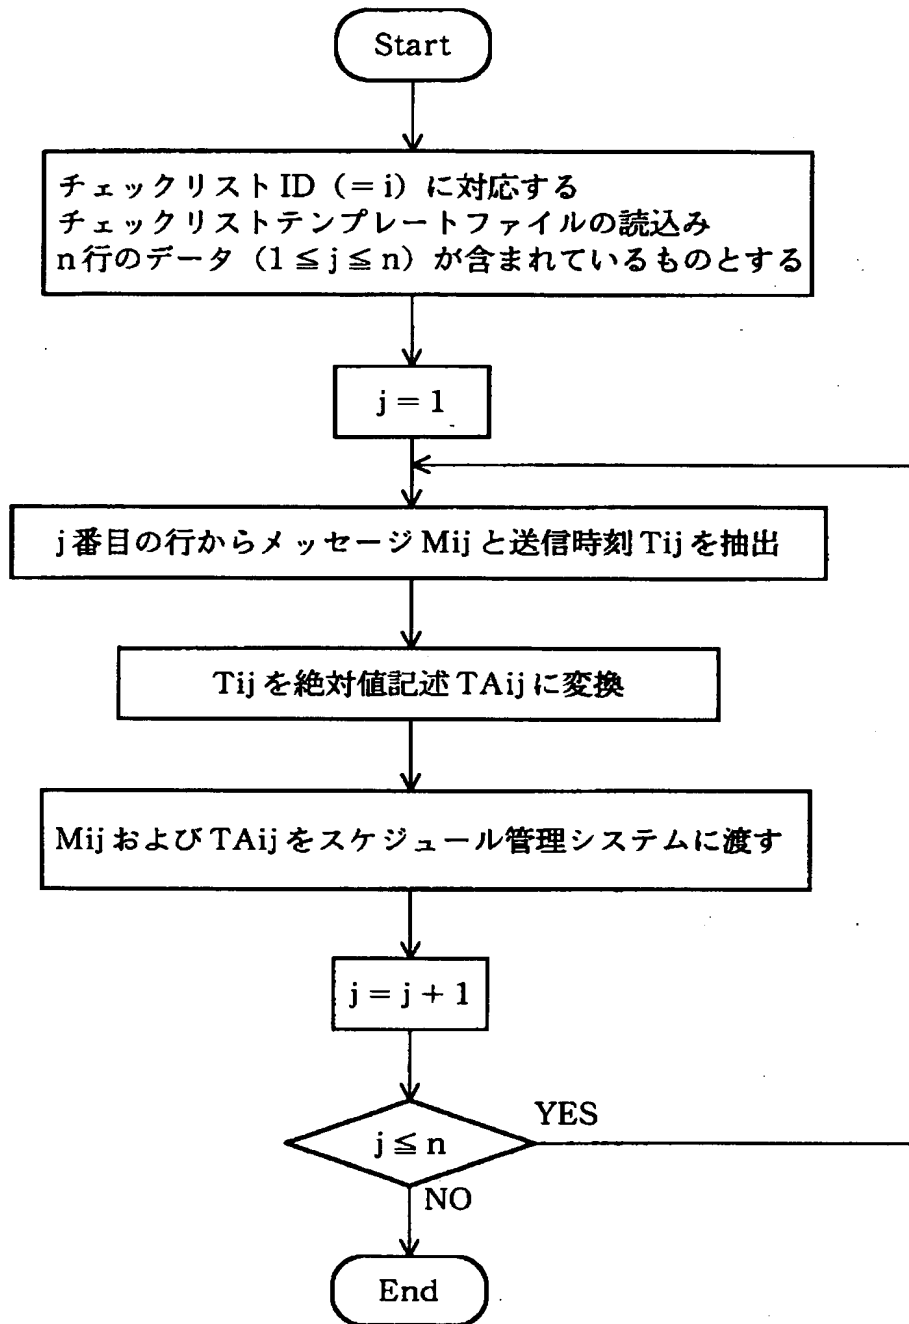 Start
チェックリストID（＝i）に対応する
チェックリストテンプレートファイルの読込み
n行のデータ（1≦j≦n）が含まれているものとする
j＝1
j番目の行からメッセージMijと送信時刻Tijを抽出
Tijを絶対値記述TAijに変換
MijおよびTAijをスケジュール管理システムに渡す
j＝j＋1
YES
j≦n
NO
End